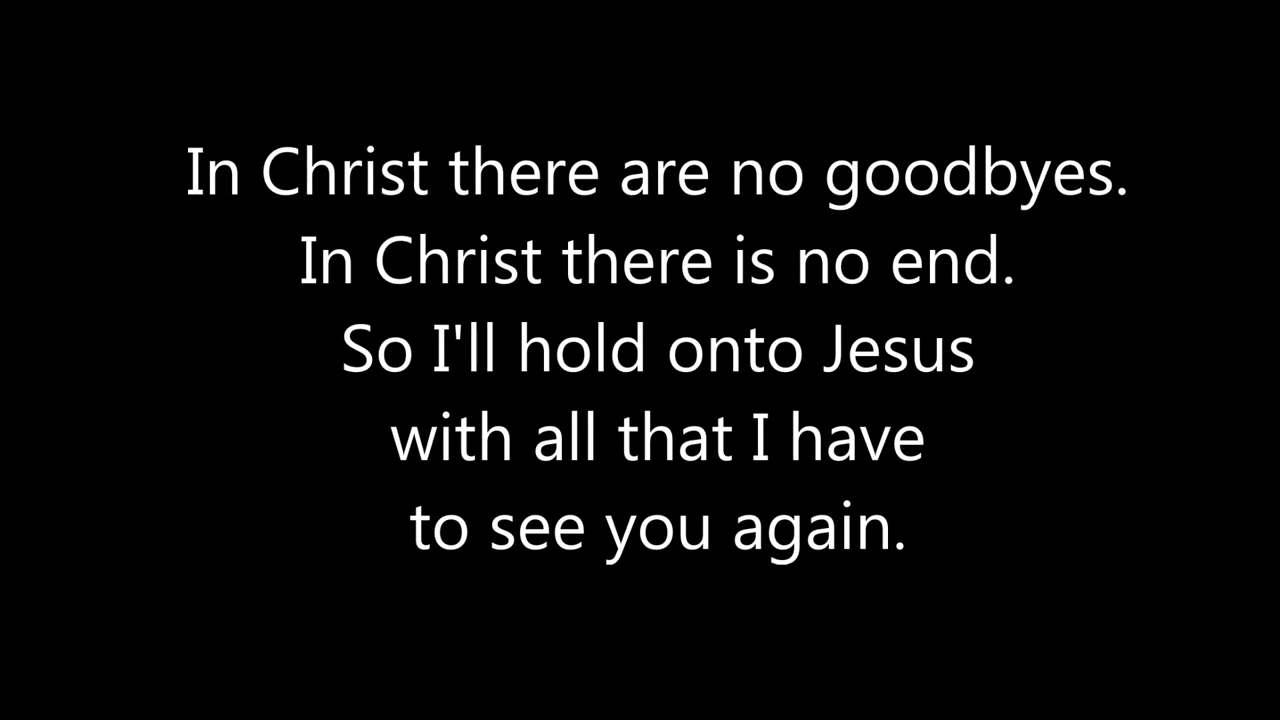 In Christ there are no goodbyes.
In Christ there is no end.
So I'll hold onto Jesus
with all that I have
to see you again.